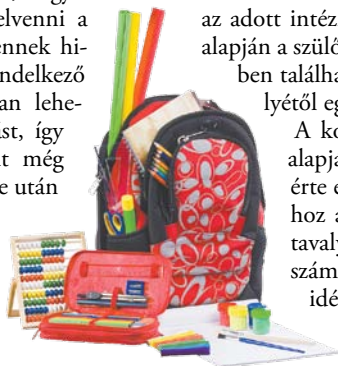 elvenni a
ennek hi-
ndelkező
an lehe-
ást, így
t még
e után
az adott intéz
alapján a szülő
ben találha
lyétől eg
A ko
alapja
érte e
hoz a
tavaly
szám
idé